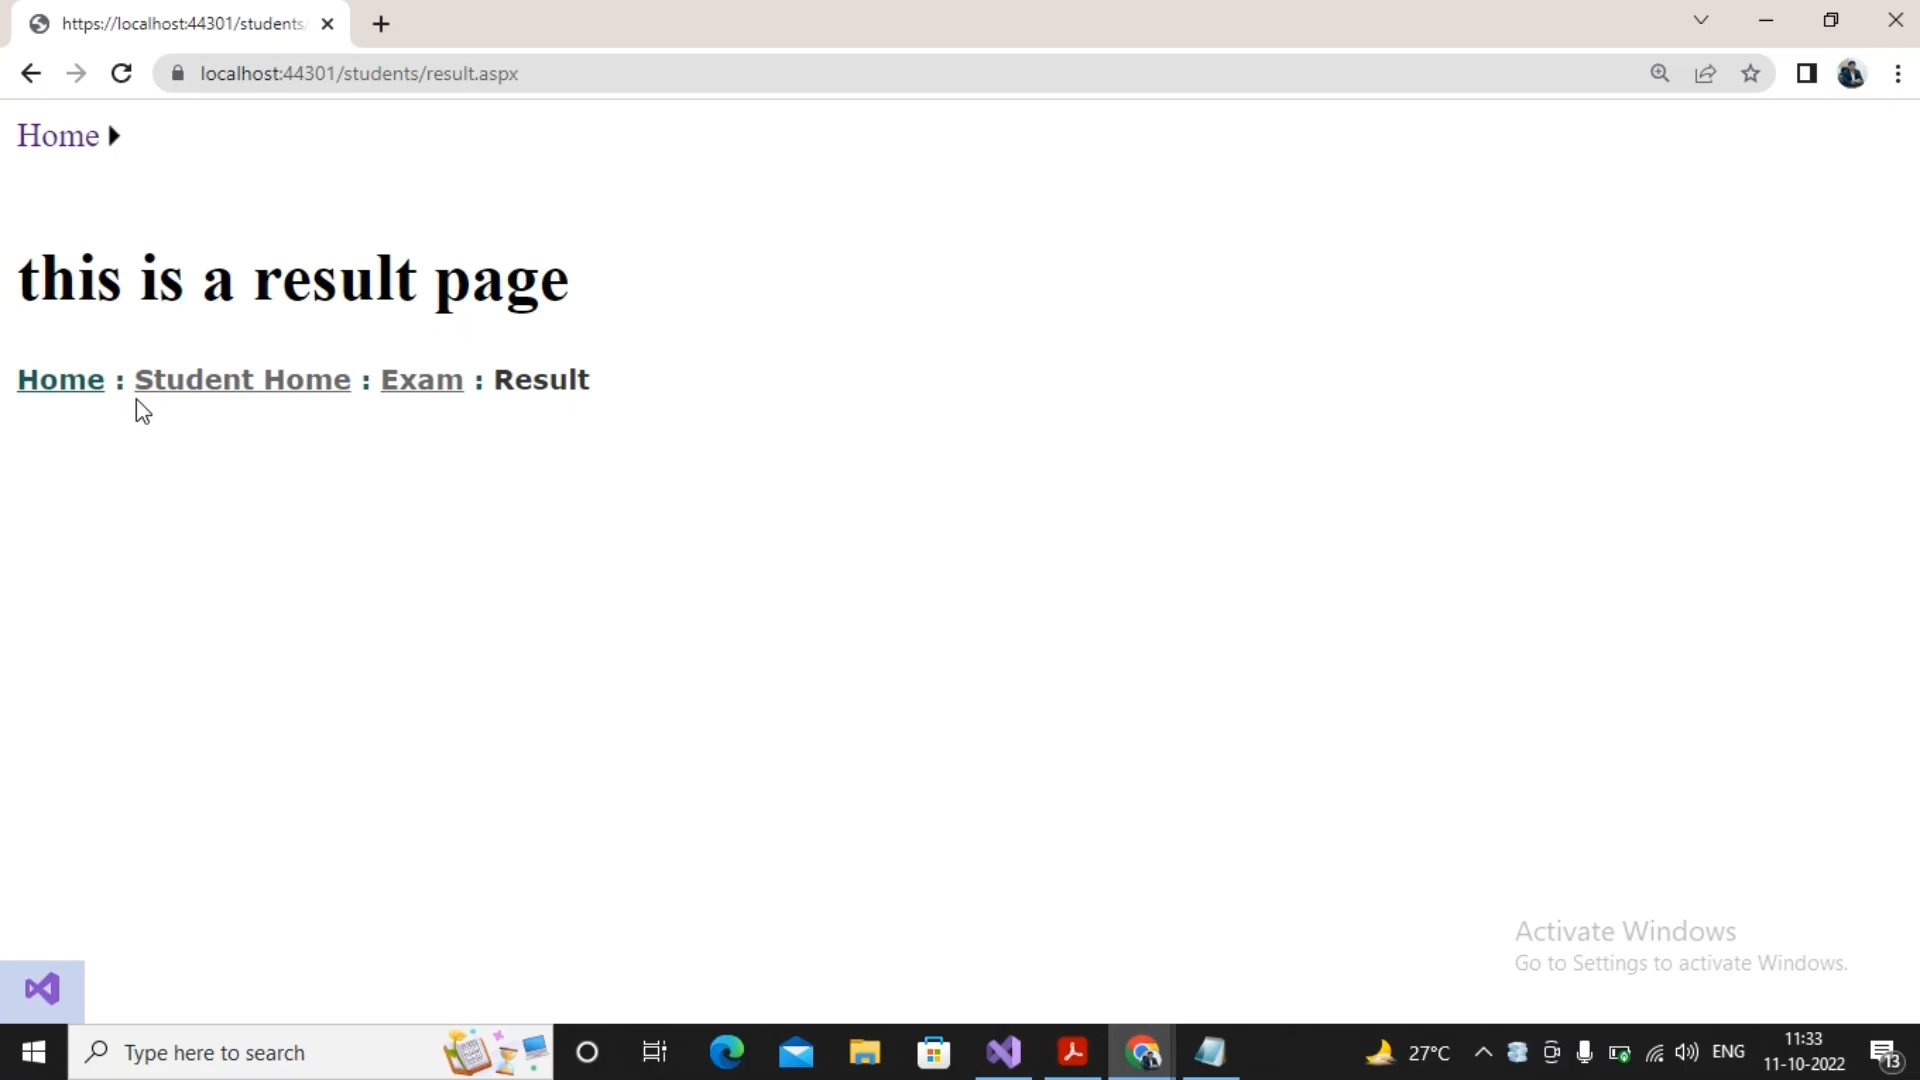 https://localhost:44301/students/
localhost:44301/students/result.aspx
Home
this is a result page
Home : Student Home : Exam : Result
Activate Windows
Go to Settings to activate Windows.
Type here to search
27°C
ENG
11:33
11-10-2022
13